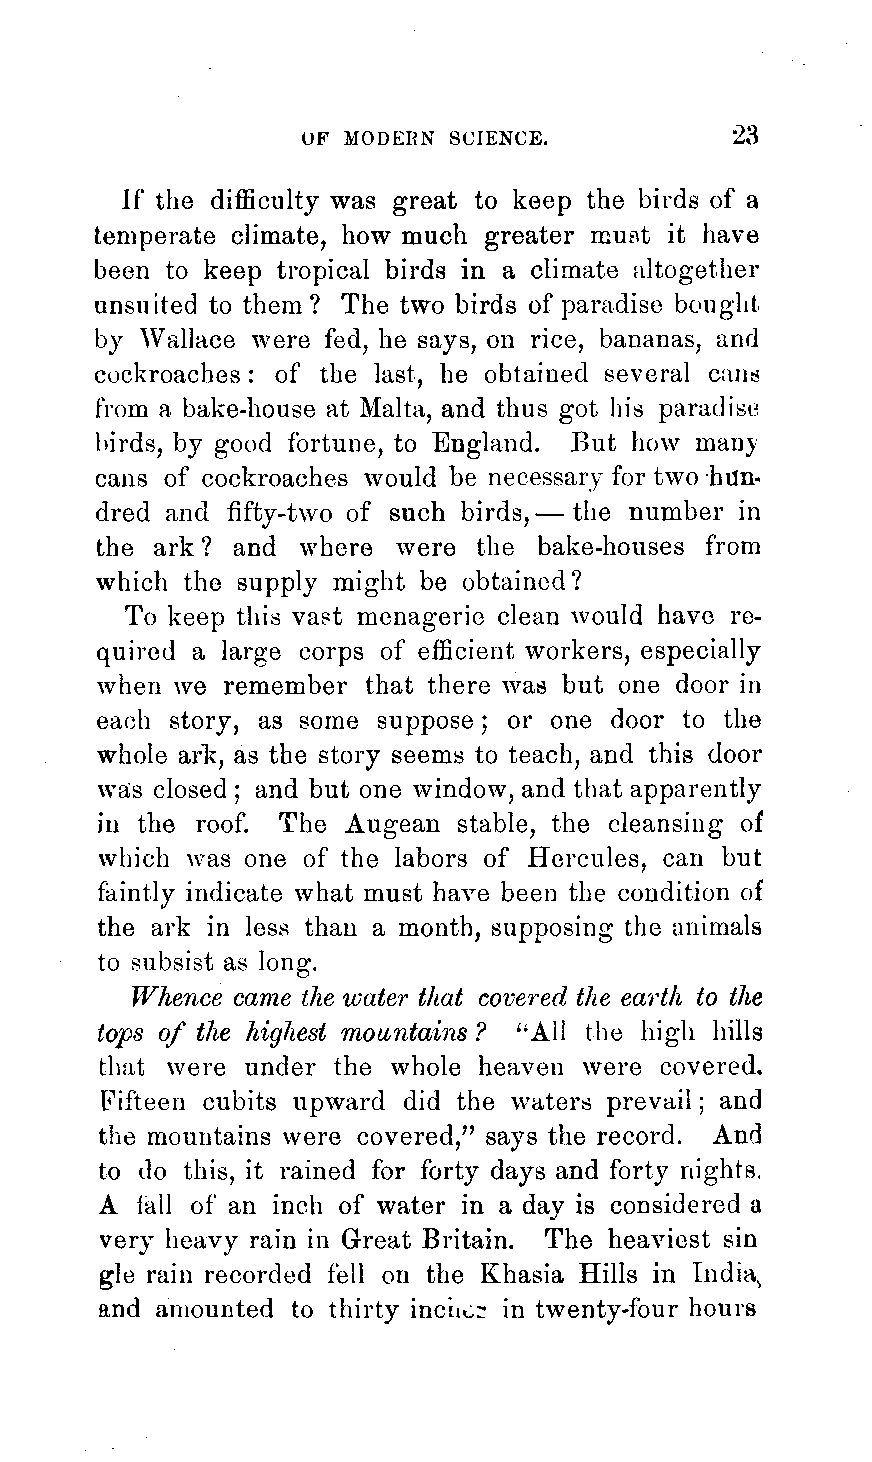 OF MODERN SCIENCE. 23
If the difficulty was great to keep the birds of a
temperate climate, how much greater must it have
been to keep tropical birds in a climate altogether
unsuited to them? The two birds of paradise bought
by Wallace were fed, he says, on rice, bananas, and
cockroaches: of the last, he obtained several cans
from a bake-house at Malta, and thus got his paradise
birds, by good fortune, to England. But how many
cans of cockroaches would be necessary for two hun-
dred and fifty-two of such birds,— the number in
the ark? and where were the bake-houses from
which the supply might be obtained?
To keep this vast menagerie clean would have re-
quired a large corps of efficient workers, especially
when we remember that there was but one door in
each story, as some suppose; or one door to the
whole ark, as the story seems to teach, and this door
was closed; and but one window, and that apparently
in the roof. The Augean stable, the cleansing of
which was one of the labors of Hercules, can but
faintly indicate what must have been the condition of
the ark in less than a month, supposing the animals
to subsist as long.
Whence came the water that covered the earth to the
tops of the highest mountains? "All the high hills
that were under the whole heaven were covered.
Fifteen cubits upward did the waters prevail; and
the mountains were covered," says the record. And
to do this, it rained for forty days and forty nights.
A fall of an inch of water in a day is considered a
very heavy rain in Great Britain. The heaviest sin
gle rain recorded fell on the Khasia Hills in India,
and amounted to thirty inches in twenty-four hours